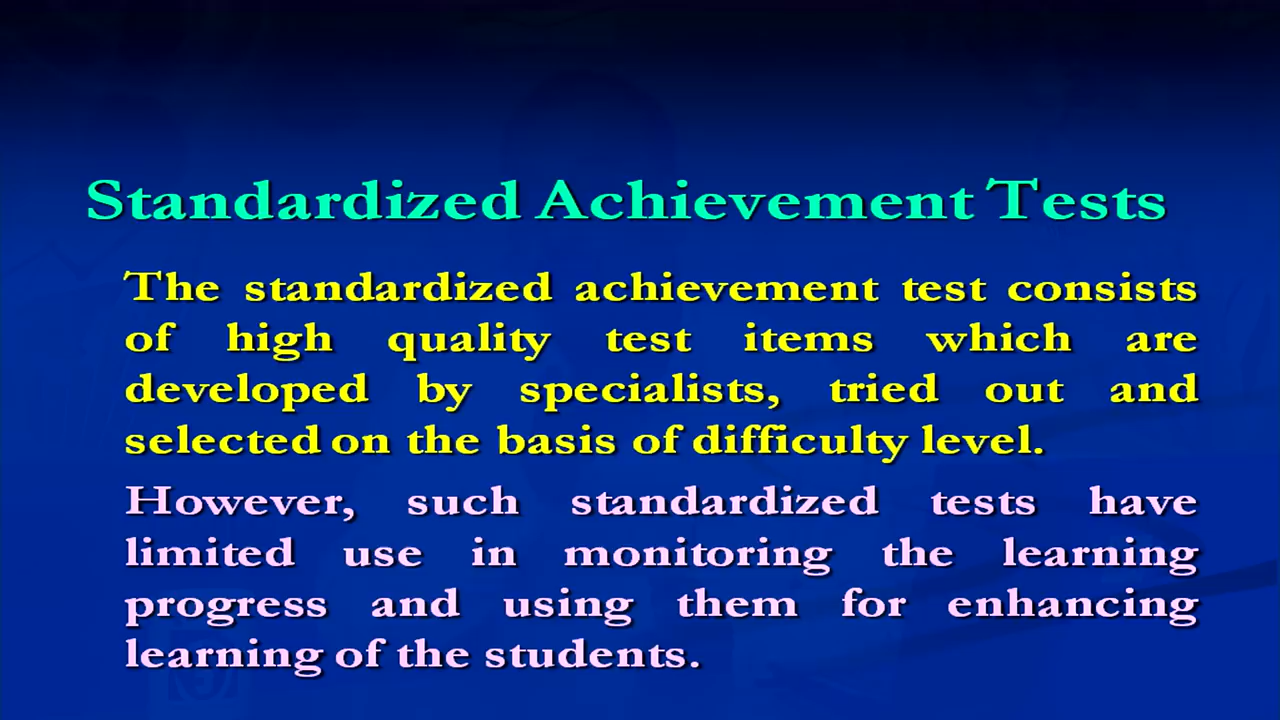 Standardized Achievement Tests
The standardized achievement test consists
of high quality test items which are
developed by specialists, tried out and
selected on the basis of difficulty level.
However, such standardized tests have
limited use in monitoring the learning
progress and using them for enhancing
learning of the students.